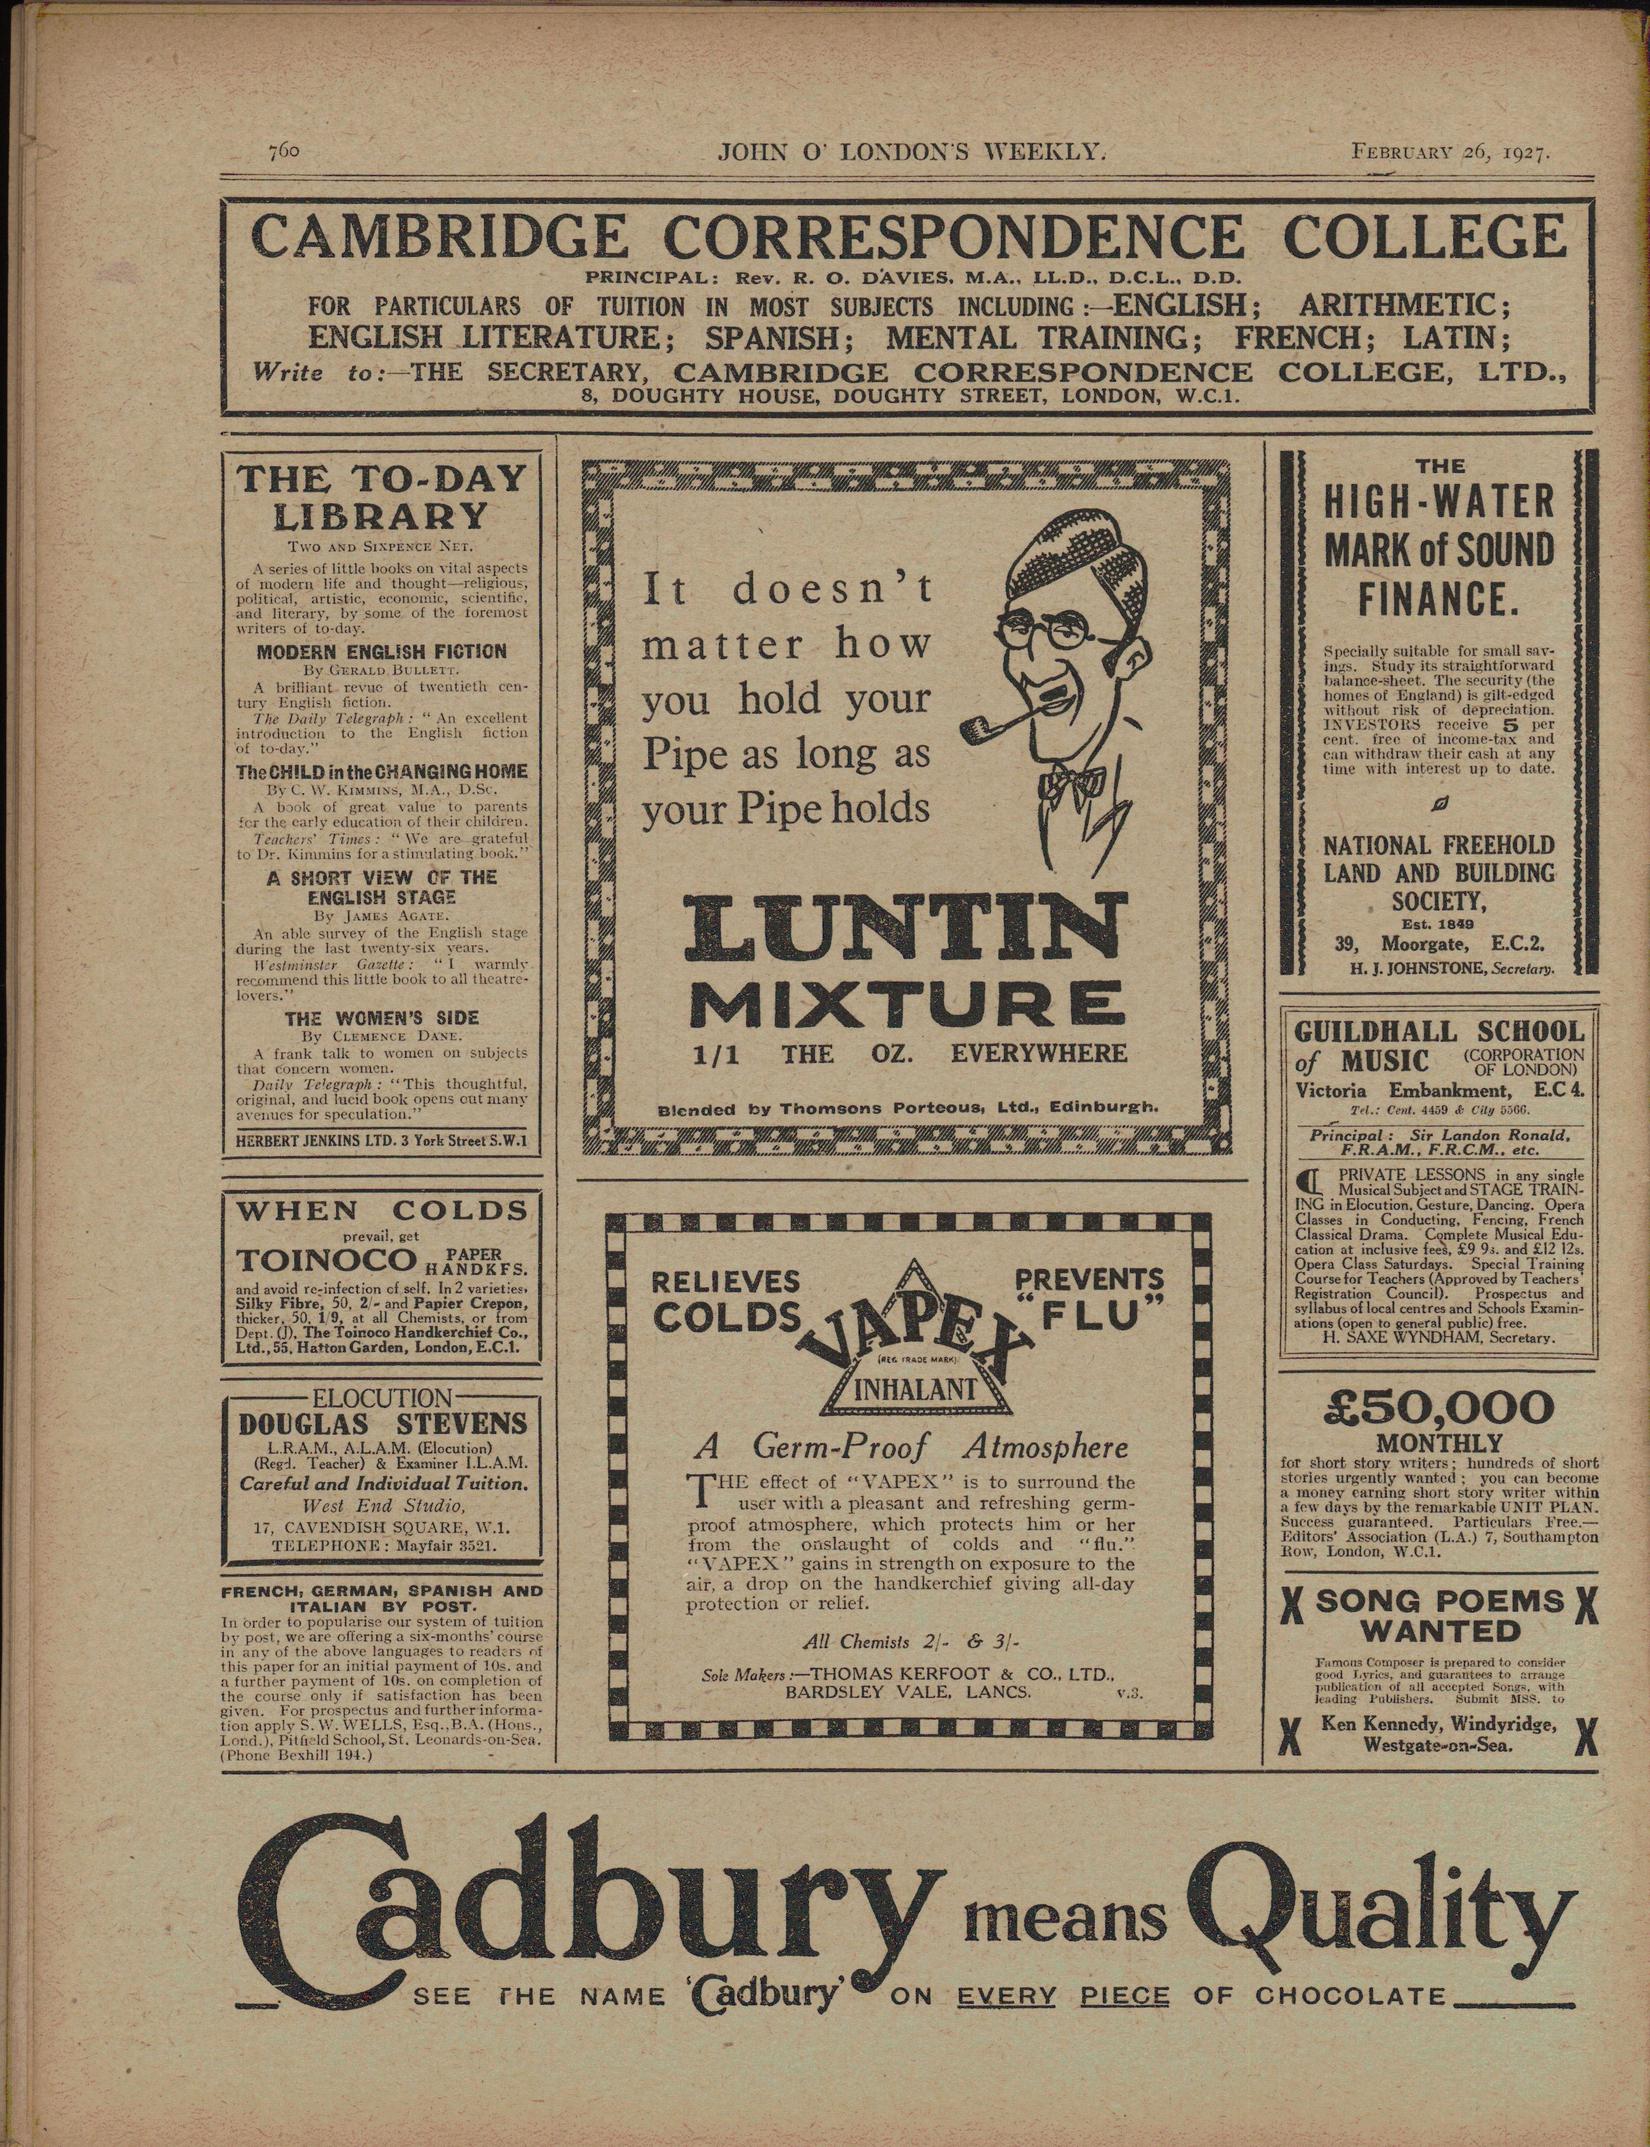 760
JOHN O' LONDON'S WEEKLY.
FEBRUARY 26, 1927.
CAMBRIDGE CORRESPONDENCE COLLEGE
PRINCIPAL: Rev. R. O. DAVIES, M.A., LL.D., D.C.L., D.D.
FOR PARTICULARS OF TUITION IN MOST SUBJECTS INCLUDING:—ENGLISH; ARITHMETIC;
ENGLISH LITERATURE; SPANISH; MENTAL TRAINING; FRENCH; LATIN;
Write to:—THE SECRETARY, CAMBRIDGE CORRESPONDENCE COLLEGE, LTD.,
8, DOUGHTY HOUSE, DOUGHTY STREET, LONDON, W.C.1.
THE TO-DAY
LIBRARY
TWO AND SIXPENCE NET.
A series of little books on vital aspects
of modern life and thought—religious,
political, artistic, economic, scientific,
and literary, by some of the foremost
writers of to-day.
MODERN ENGLISH FICTION
By GERALD BULLETT.
A brilliant revue of twentieth cen-
tury English fiction.
The Daily Telegraph: "An excellent
introduction to the English fiction
of to-day."
The CHILD in the CHANGING HOME
By C. W. KIMMINS, M.A., D.Sc.
A book of great value to parents
for the early education of their children.
Teachers' Times: "We are grateful
to Dr. Kimmins for a stimulating book."
A SHORT VIEW OF THE
ENGLISH STAGE
By JAMES AGATE.
An able survey of the English stage
during the last twenty-six years.
Westminster Gazette: "I warmly
recommend this little book to all theatre-
lovers."
THE WOMEN'S SIDE
By CLEMENCE DANE.
A frank talk to women on subjects
that concern women.
Daily Telegraph: "This thoughtful,
original, and lucid book opens out many
avenues for speculation."
HERBERT JENKINS LTD. 3 York Street S.W.1
WHEN COLDS
prevail, get
TOINOCO PAPER
HANDKFS.
and avoid re-infection of self. In 2 varieties,
Silky Fibre, 50, 2/- and Papier Crepon,
thicker, 50, 1/9, at all Chemists, or from
Dept. (J), The Toinoco Handkerchief Co.,
Ltd., 55, Hatton Garden, London, E.C.1.
ELOCUTION
DOUGLAS STEVENS
L.R.A.M., A.L.A.M. (Elocution)
(Regd. Teacher) & Examiner I.L.A.M.
Careful and Individual Tuition.
West End Studio,
17, CAVENDISH SQUARE, W.1.
TELEPHONE: Mayfair 3521.
FRENCH, GERMAN, SPANISH AND
ITALIAN BY POST.
In order to popularise our system of tuition
by post, we are offering a six-months' course
in any of the above languages to readers of
this paper for an initial payment of 10s. and
a further payment of 10s. on completion of
the course only if satisfaction has been
given. For prospectus and further informa-
tion apply S. W. WELLS, Esq., B.A. (Hons.,
Lond.), Pitfield School, St. Leonards-on-Sea.
(Phone Bexhill 194.)
It doesn't
matter how
you hold your
Pipe as long as
your Pipe holds
LUNTIN
MIXTURE
1/1 THE OZ. EVERYWHERE
Blended by Thomsons Porteous, Ltd., Edinburgh.
RELIEVES
COLDS
VAPEX
(REG. TRADE MARK)
INHALANT
PREVENTS
"FLU"
A Germ-Proof Atmosphere
THE effect of "VAPEX" is to surround the
user with a pleasant and refreshing germ-
proof atmosphere, which protects him or her
from the onslaught of colds and "flu."
"VAPEX" gains in strength on exposure to the
air, a drop on the handkerchief giving all-day
protection or relief.
All Chemists 2/- & 3/-
Sole Makers:—THOMAS KERFOOT & CO., LTD.,
BARDSLEY VALE, LANCS. v.3.
THE
HIGH-WATER
MARK of SOUND
FINANCE.
Specially suitable for small sav-
ings. Study its straightforward
balance-sheet. The security (the
homes of England) is gilt-edged
without risk of depreciation.
INVESTORS receive 5 per
cent. free of income-tax and
can withdraw their cash at any
time with interest up to date.
NATIONAL FREEHOLD
LAND AND BUILDING
SOCIETY,
Est. 1849
39, Moorgate, E.C.2.
H. J. JOHNSTONE, Secretary.
GUILDHALL SCHOOL
of MUSIC (CORPORATION
OF LONDON)
Victoria Embankment, E.C 4.
Tel.: Cent. 4459 & City 5566.
Principal: Sir Landon Ronald,
F.R.A.M., F.R.C.M., etc.
¶ PRIVATE LESSONS in any single
Musical Subject and STAGE TRAIN-
ING in Elocution, Gesture, Dancing. Opera
Classes in Conducting, Fencing, French
Classical Drama. Complete Musical Edu-
cation at inclusive fees, £9 9s. and £12 12s.
Opera Class Saturdays. Special Training
Course for Teachers (Approved by Teachers'
Registration Council). Prospectus and
syllabus of local centres and Schools Examin-
ations (open to general public) free.
H. SAXE WYNDHAM, Secretary.
£50,000
MONTHLY
for short story writers; hundreds of short
stories urgently wanted; you can become
a money earning short story writer within
a few days by the remarkable UNIT PLAN.
Success guaranteed. Particulars Free.—
Editors' Association (L.A.) 7, Southampton
Row, London, W.C.1.
X SONG POEMS X
WANTED
Famous Composer is prepared to consider
good Lyrics, and guarantees to arrange
publication of all accepted Songs, with
leading Publishers. Submit MSS. to
X Ken Kennedy, Windyridge, X
Westgate-on-Sea.
Cadbury means Quality
SEE THE NAME 'Cadbury' ON EVERY PIECE OF CHOCOLATE